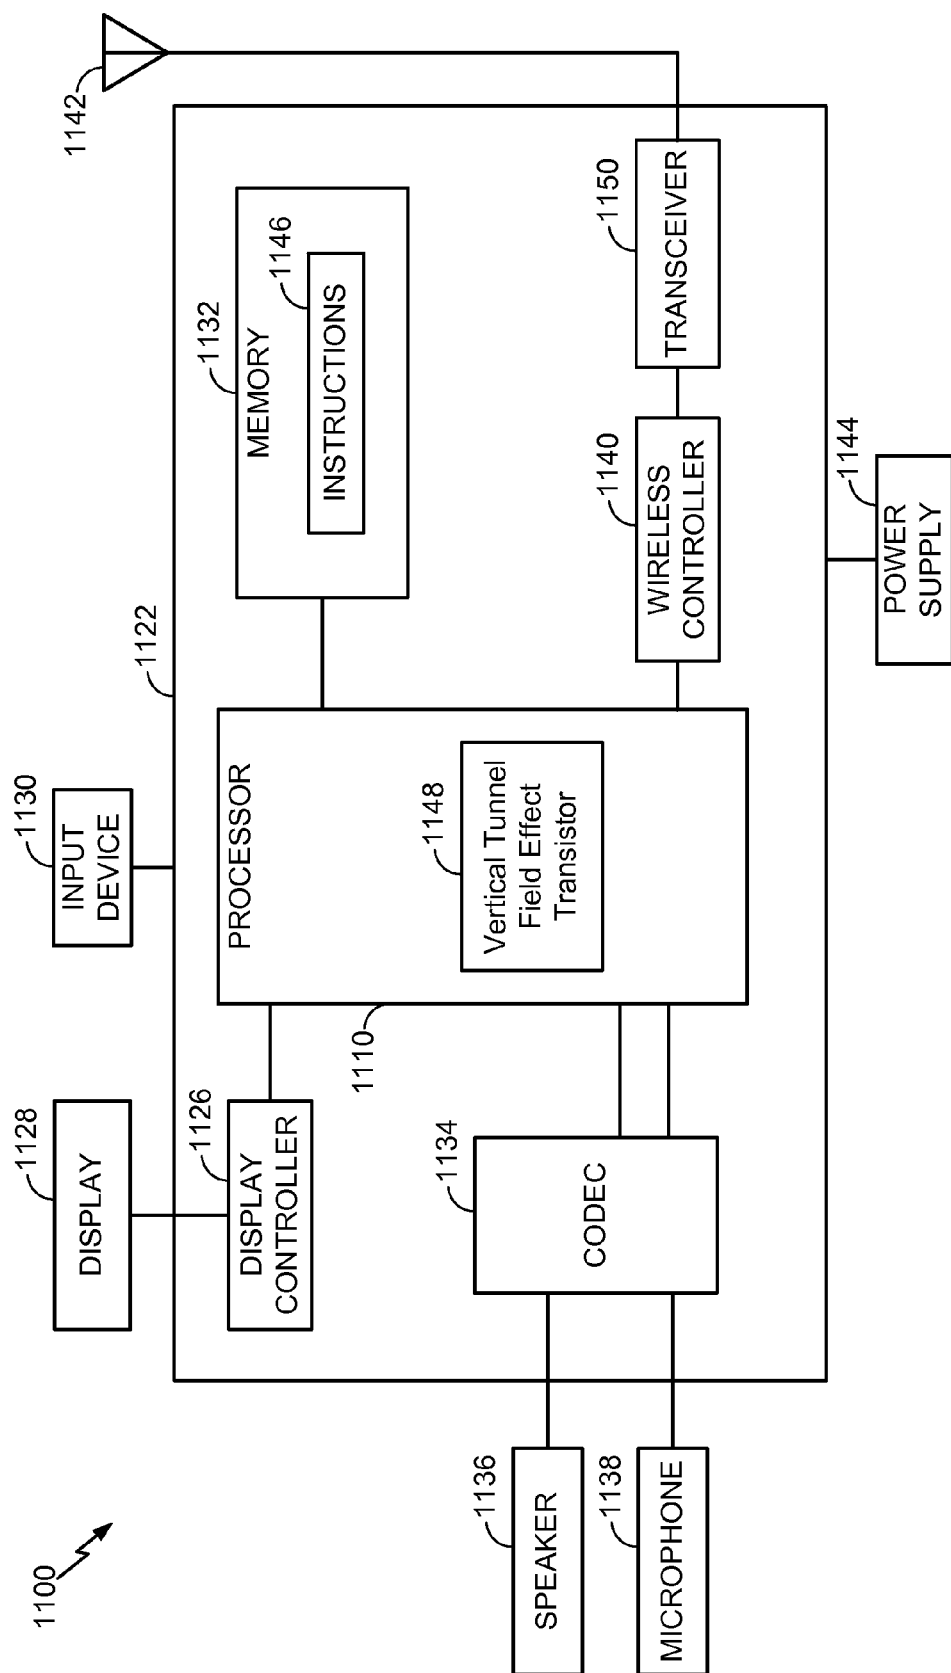 1100
1128
DISPLAY
1130
INPUT
DEVICE
1122
1142
1126
DISPLAY
CONTROLLER
PROCESSOR
1110
1148
Vertical Tunnel
Field Effect
Transistor
1132
MEMORY
1146
INSTRUCTIONS
1136
SPEAKER
1138
MICROPHONE
1134
CODEC
1140
WIRELESS
CONTROLLER
1150
TRANSCEIVER
1144
POWER
SUPPLY